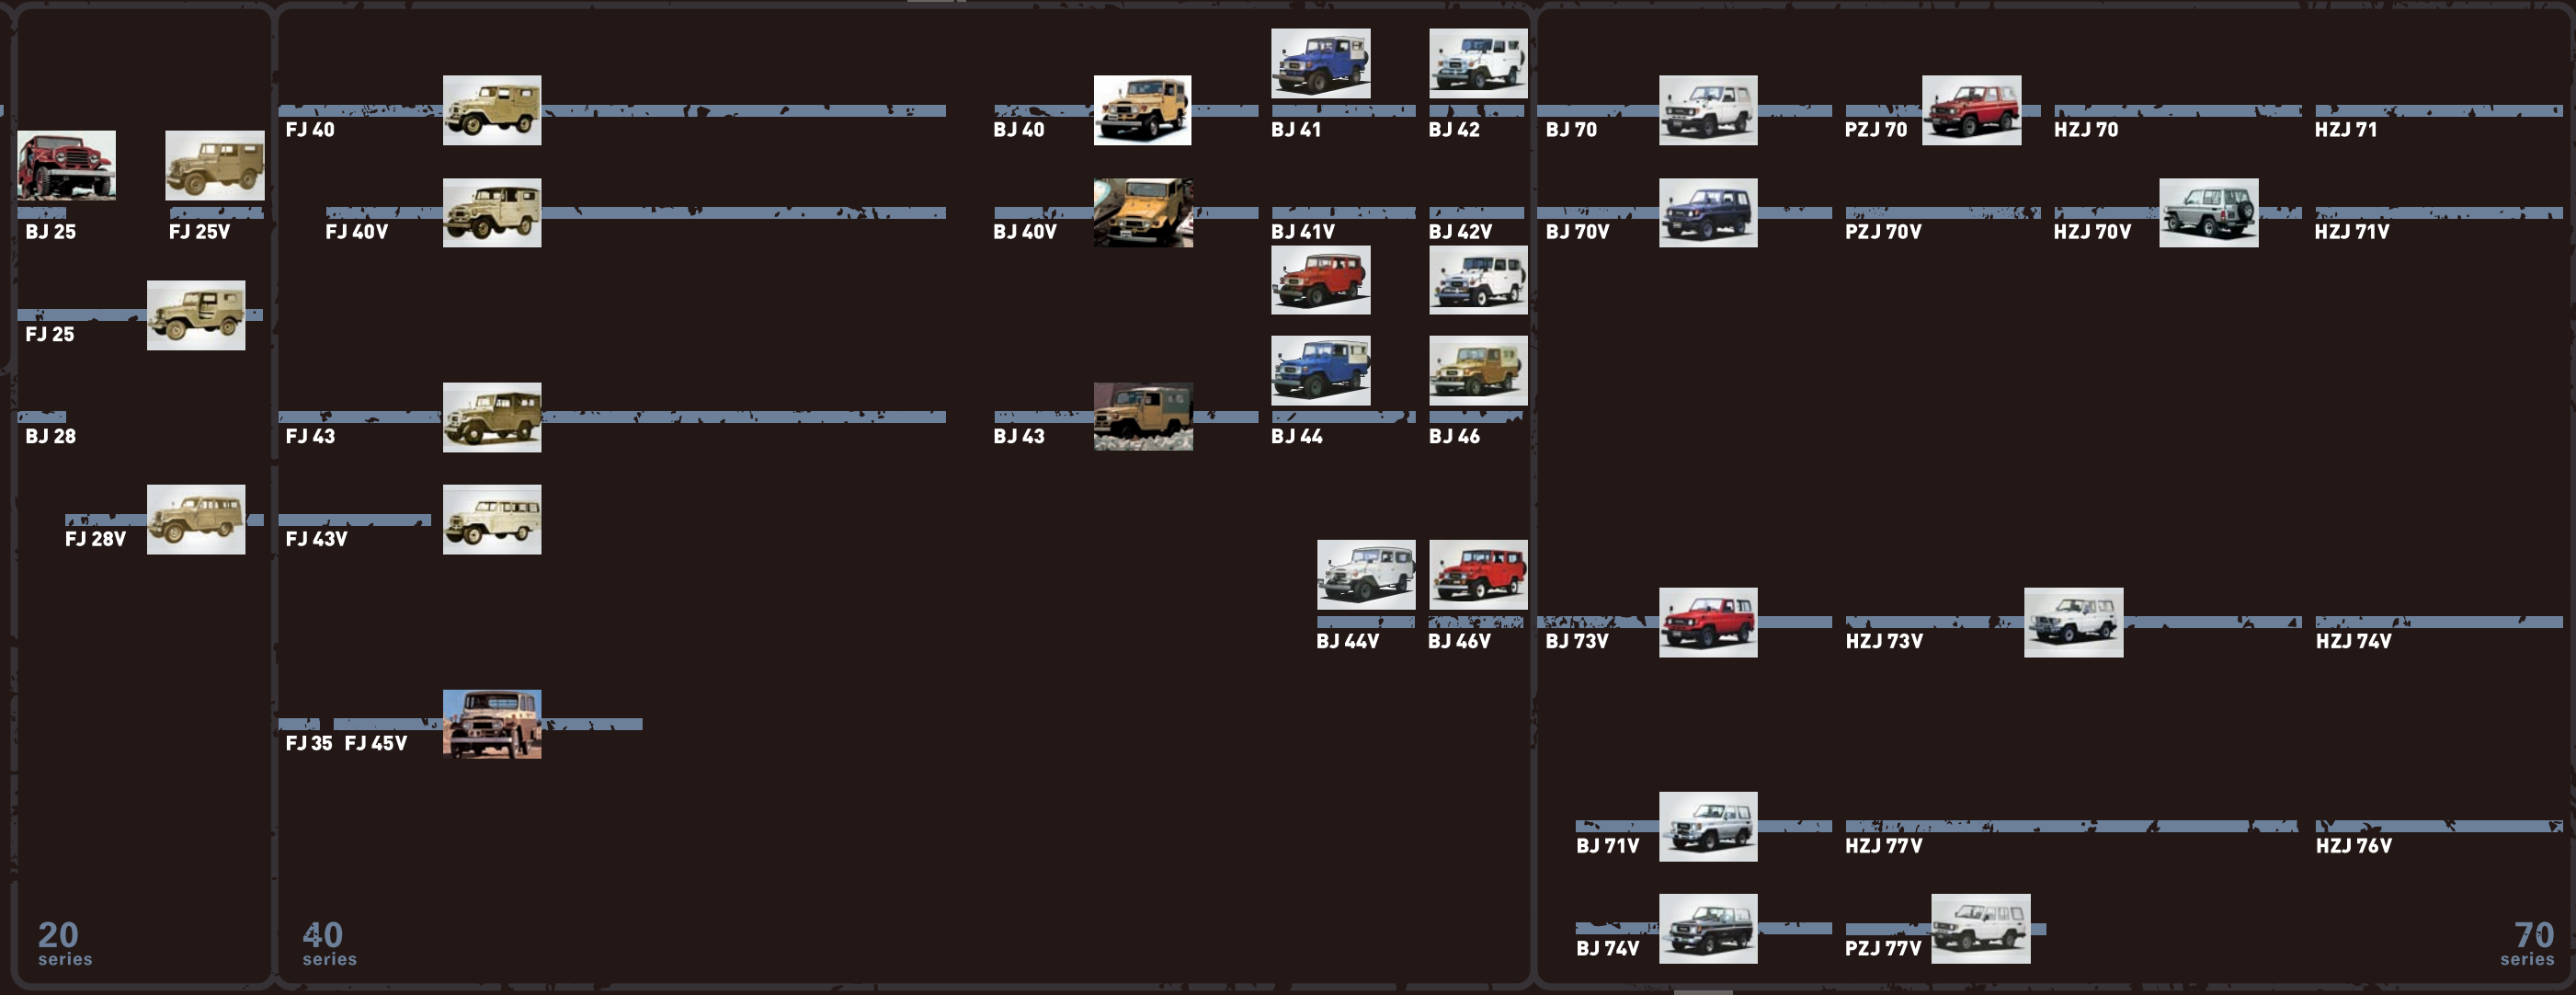 FJ 40
BJ 40
BJ 41
BJ 42
BJ 70
PZJ 70
HZJ 70
HZJ 71
BJ 25
FJ 25V
FJ 40V
BJ 40V
BJ 41V
BJ 42V
BJ 70V
PZJ 70V
HZJ 70V
HZJ 71V
FJ 25
BJ 28
FJ 43
BJ 43
BJ 44
BJ 46
FJ 28V
FJ 43V
BJ 44V
BJ 46V
BJ 73V
HZJ 73V
HZJ 74V
FJ 35
FJ 45V
BJ 71V
HZJ 77V
HZJ 76V
BJ 74V
PZJ 77V
20
series
40
series
70
series